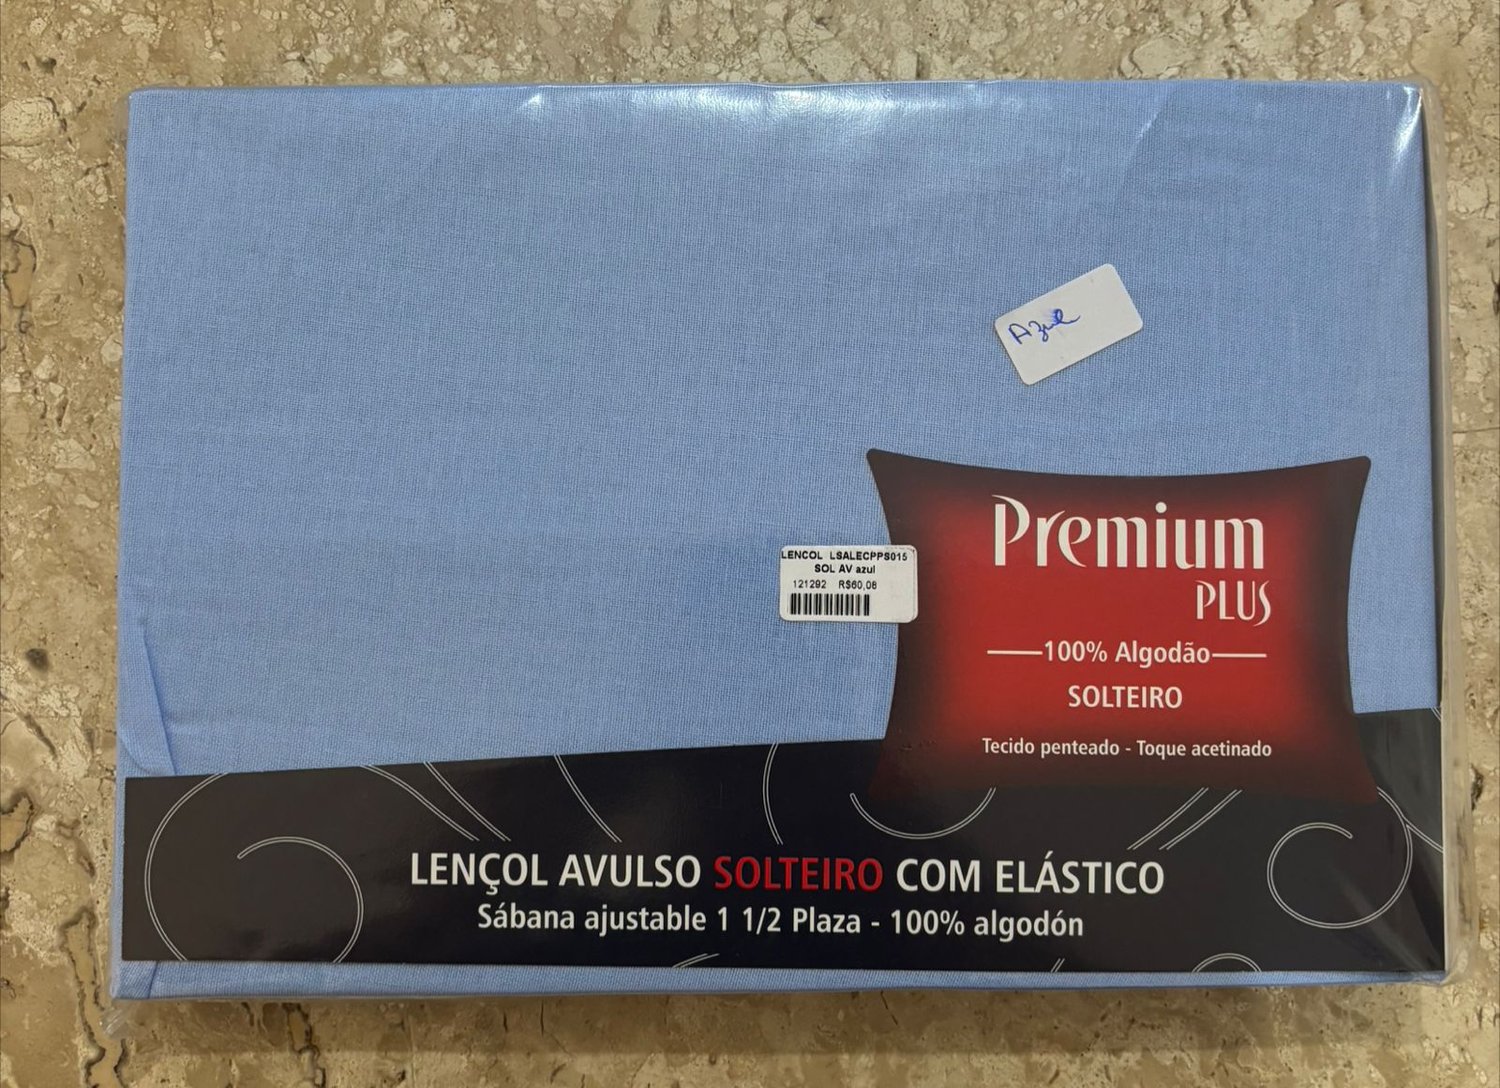 Azul
LENCOL LSALECPPS015
SOL AV azul
121292 R$60,08
Premium
PLUS
100% Algodão
SOLTEIRO
Tecido penteado - Toque acetinado
LENÇOL AVULSO SOLTEIRO COM ELÁSTICO
Sábana ajustable 1 1/2 Plaza - 100% algodón